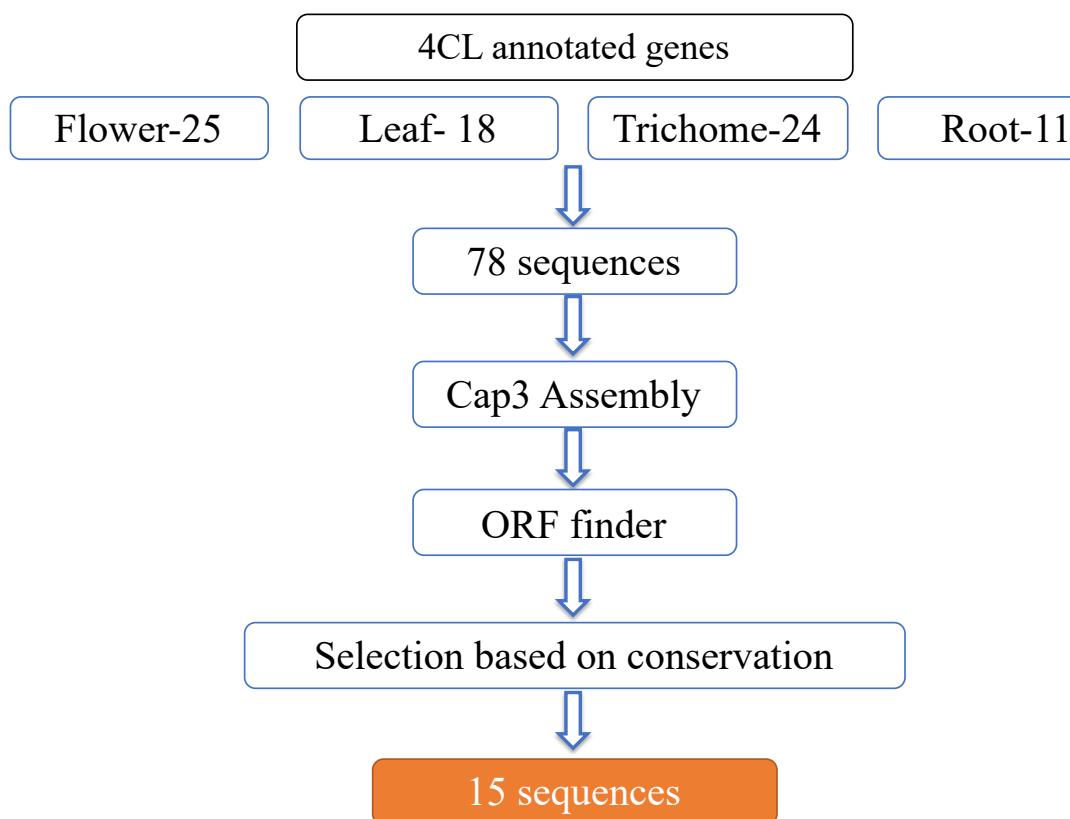 4CL annotated genes
Flower-25
Leaf- 18
Trichome-24
Root-11
78 sequences
Cap3 Assembly
ORF finder
Selection based on conservation
15 sequences